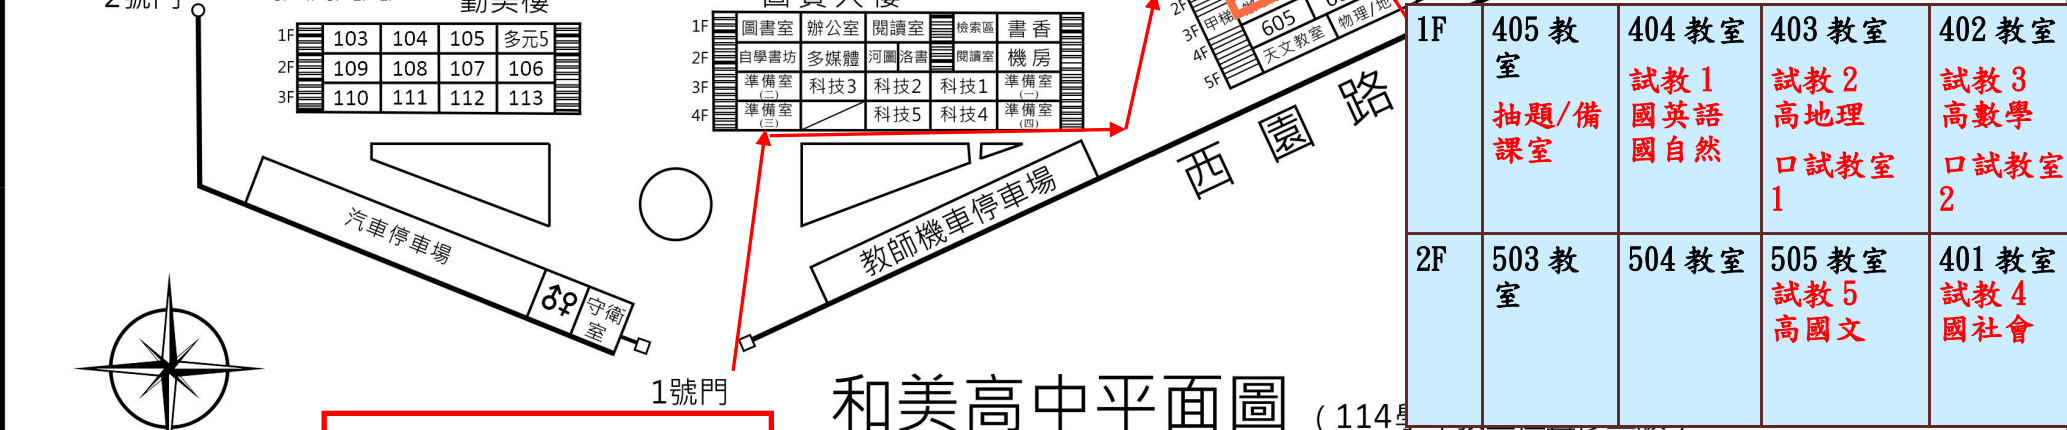 2號門
勤美樓
1F 103 104 105 多元5
2F 109 108 107 106
3F 110 111 112 113
圖資大樓
1F 圖書室 辦公室 閱讀室 檢索區 書香
2F 自學書坊 多媒體 河圖 洛書 閱讀室 機房
3F 準備室(二) 科技3 科技2 科技1 準備室(一)
4F 準備室(三) 科技5 科技4 準備室(四)
2F
3F 甲梯
4F 605
5F 天文教室 物理/地
西園路
汽車停車場
守衛室
教師機車停車場
1號門
和美高中平面圖
(114學
1F
405 教
室
抽題/備
課室
404 教室
試教 1
國英語
國自然
403 教室
試教 2
高地理
口試教室
1
402 教室
試教 3
高數學
口試教室
2
2F
503 教
室
504 教室
505 教室
試教 5
高國文
401 教室
試教 4
國社會